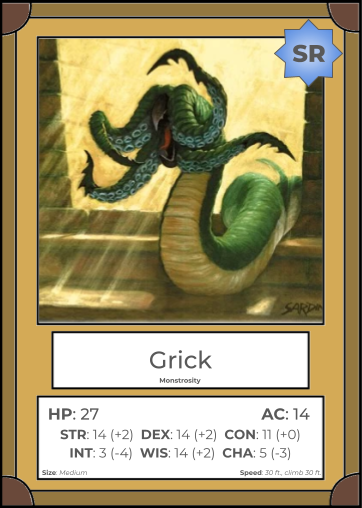 SR
SARDIN
Grick
Monstrosity
HP: 27 AC: 14
STR: 14 (+2) DEX: 14 (+2) CON: 11 (+0)
INT: 3 (-4) WIS: 14 (+2) CHA: 5 (-3)
Size: Medium Speed: 30 ft., climb 30 ft.